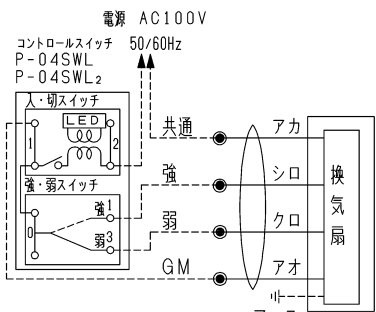 電源 AC100V
50/60Hz
コントロールスイッチ
P-04SWL
P-04SWL2
入・切スイッチ
LED
1
2
強・弱スイッチ
強1
0
弱3
共通
アカ
強
シロ
弱
クロ
GM
アオ
換気扇